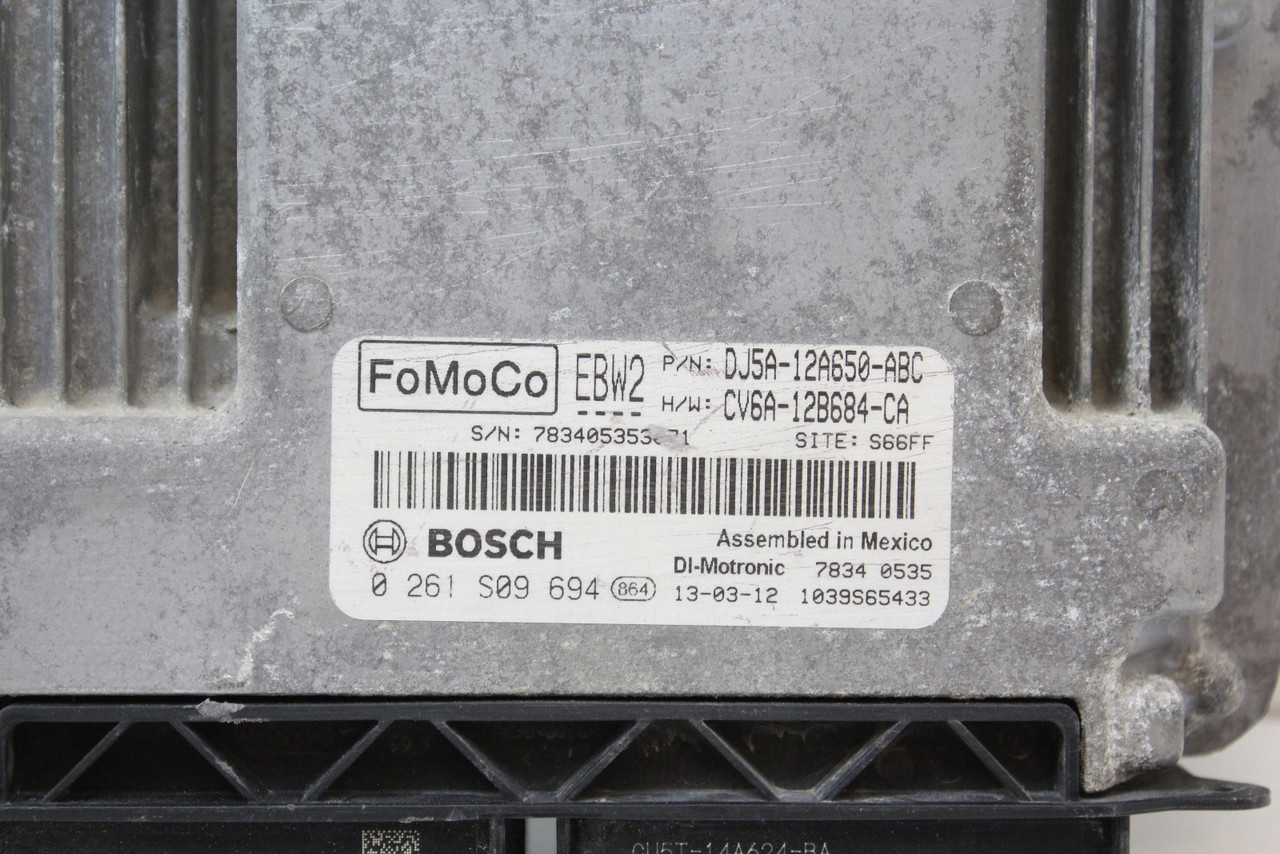 FoMoCo EBW2 P/N: DJ5A-12A650-ABC
H/W: CV6A-12B684-CA
S/N: SITE: S66FF
BOSCH Assembled in Mexico
DI-Motronic 7834 0535
0 261 S09 694 864 13-03-12 1039S65433